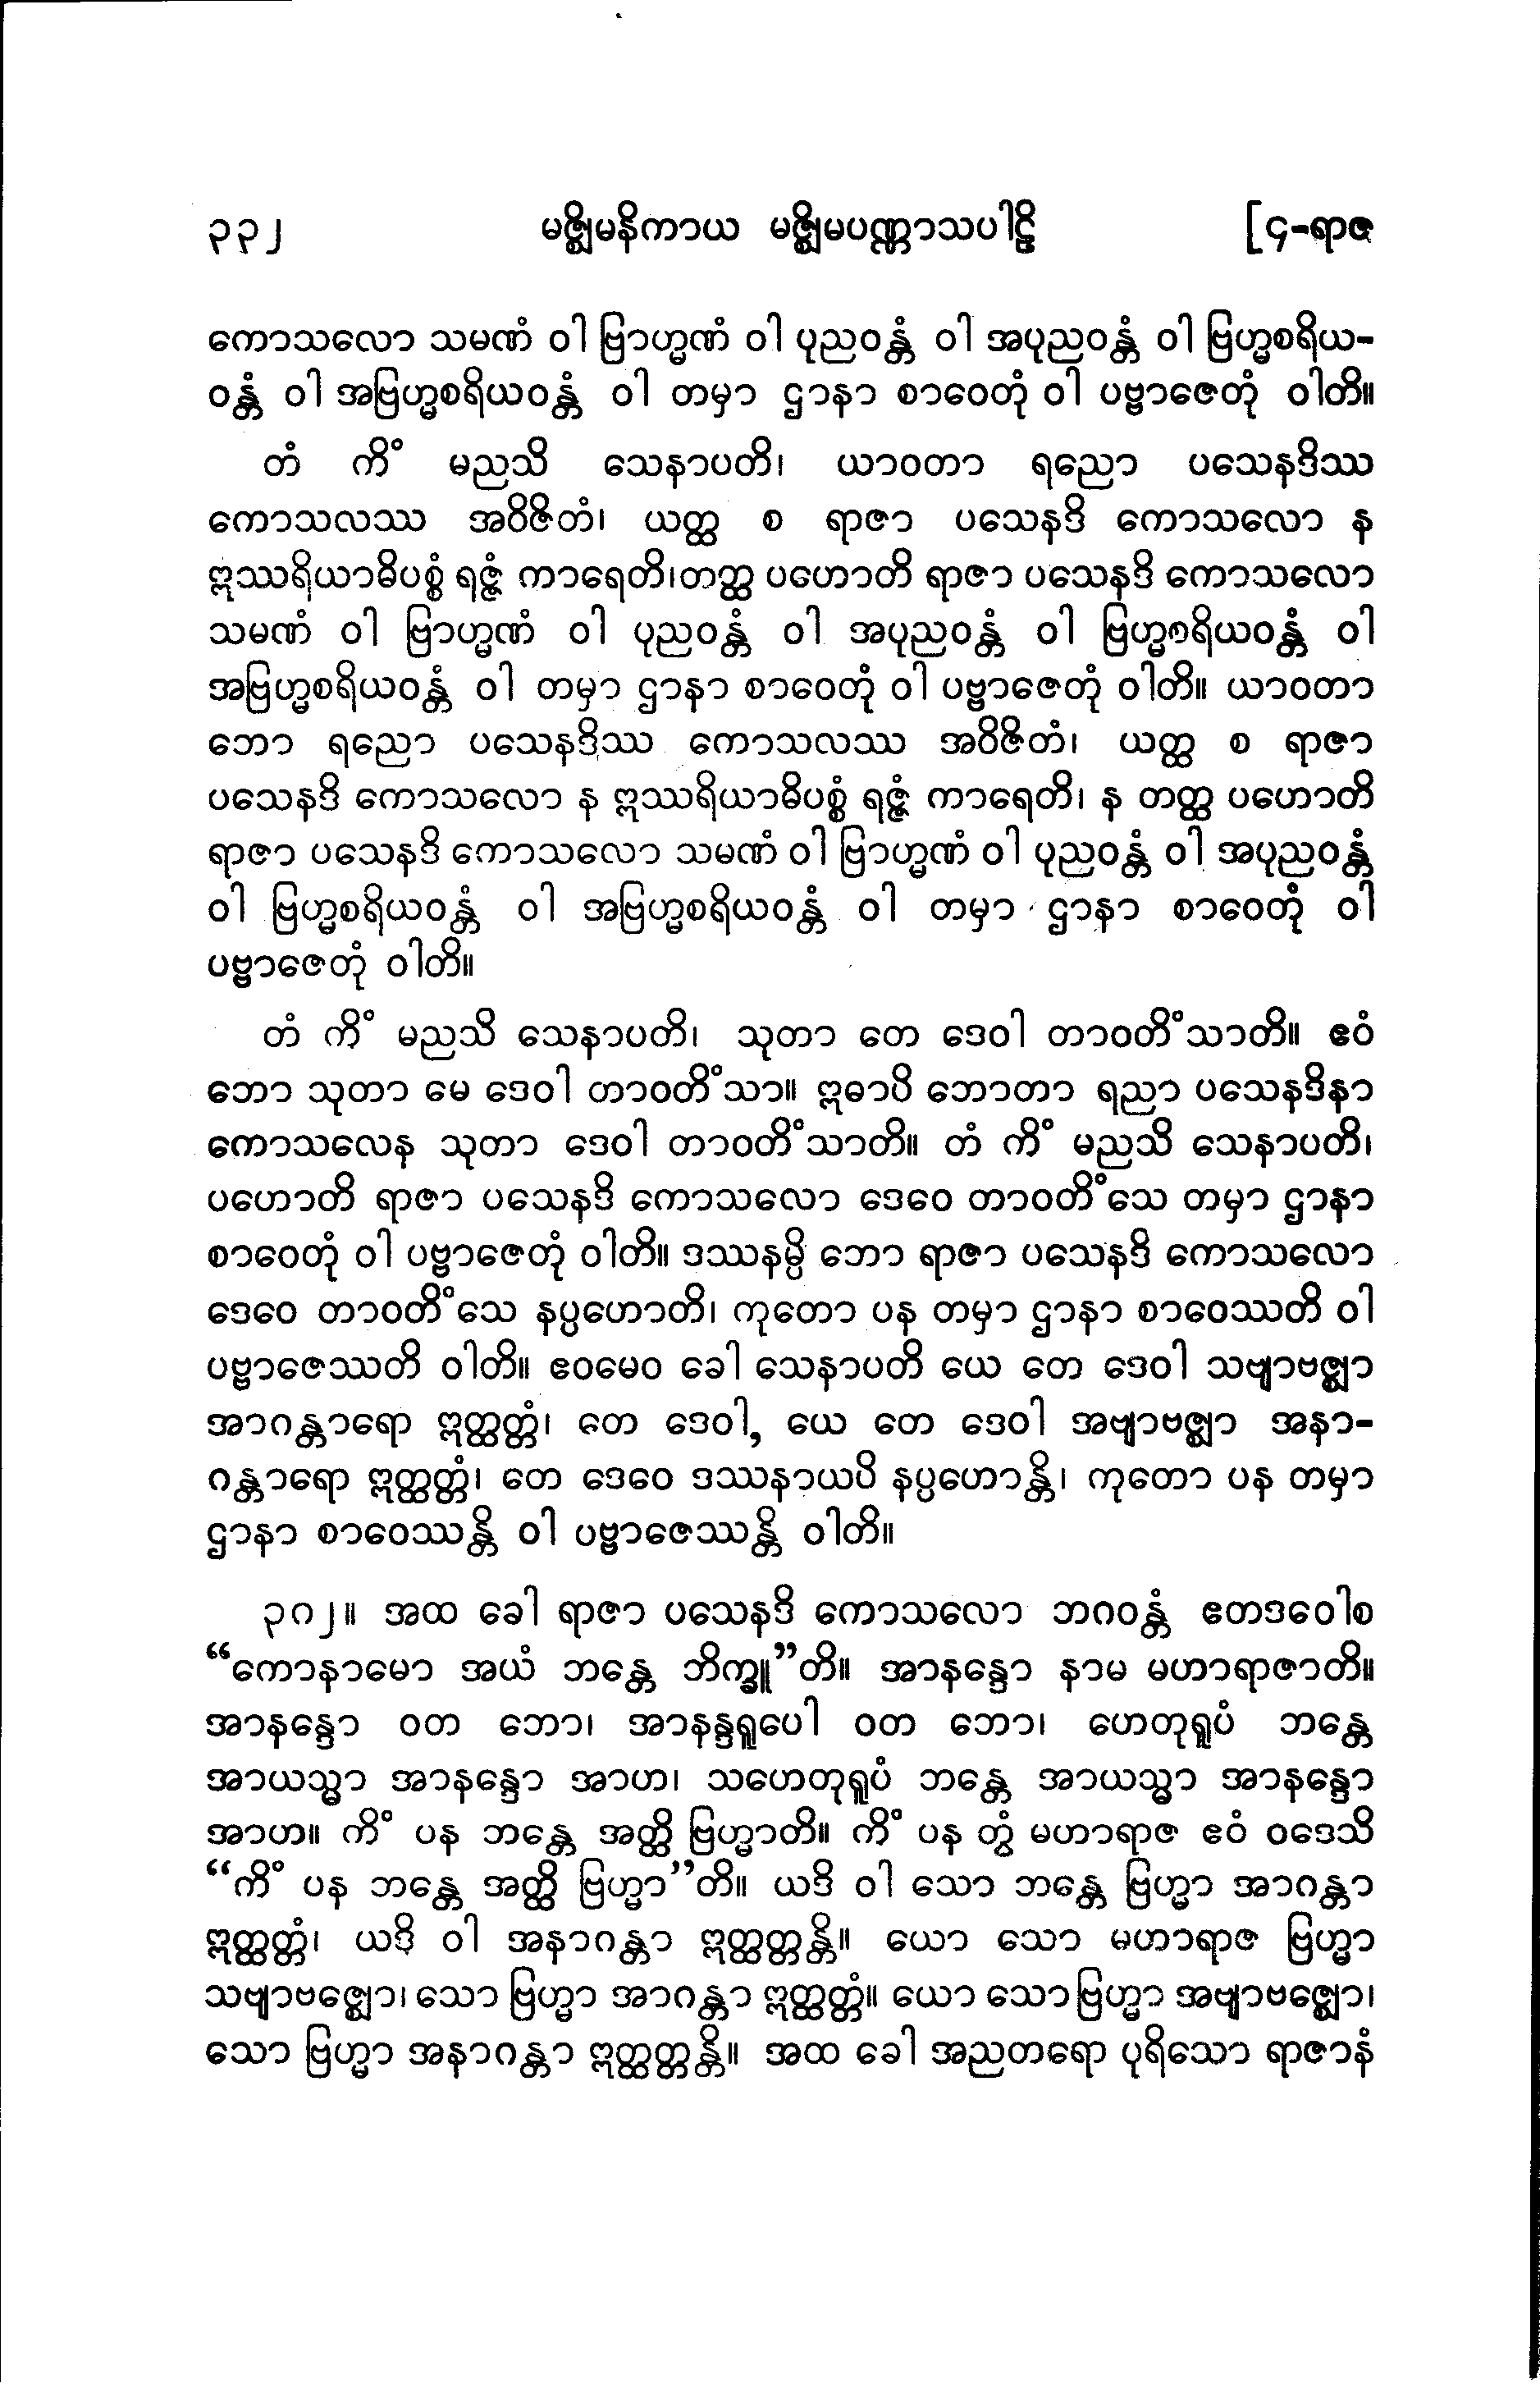 ၃၃၂ မဇ္ဈိမနိကာယ မဇ္ဈိမပဏ္ဏာသပါဠိ [၄-ရာဇ
ကောသလော သမဏံ ဝါ ဗြာဟ္မဏံ ဝါ ပုညဝန္တံ ဝါ အပုညဝန္တံ ဝါ ဗြဟ္မစရိယ-
ဝန္တံ ဝါ အဗြဟ္မစရိယဝန္တံ ဝါ တမှာ ဌာနာ စာဝေတုံ ဝါ ပဗ္ဗာဇေတုံ ဝါတိ။
တံ ကိံ မညသိ သေနာပတိ၊ ယာဝတာ ရညော ပသေနဒိဿ
ကောသလဿ အဝိဇိတံ၊ ယတ္ထ စ ရာဇာ ပသေနဒိ ကောသလော န
ဣဿရိယာဓိပစ္စံ ရဇ္ဇံ ကာရေတိ၊တတ္ထ ပဟောတိ ရာဇာ ပသေနဒိ ကောသလော
သမဏံ ဝါ ဗြာဟ္မဏံ ဝါ ပုညဝန္တံ ဝါ အပုညဝန္တံ ဝါ ဗြဟ္မစရိယဝန္တံ ဝါ
အဗြဟ္မစရိယဝန္တံ ဝါ တမှာ ဌာနာ စာဝေတုံ ဝါ ပဗ္ဗာဇေတုံ ဝါတိ။ ယာဝတာ
ဘော ရညော ပသေနဒိဿ ကောသလဿ အဝိဇိတံ၊ ယတ္ထ စ ရာဇာ
ပသေနဒိ ကောသလော န ဣဿရိယာဓိပစ္စံ ရဇ္ဇံ ကာရေတိ၊ န တတ္ထ ပဟောတိ
ရာဇာ ပသေနဒိ ကောသလော သမဏံ ဝါ ဗြာဟ္မဏံ ဝါ ပုညဝန္တံ ဝါ အပုညဝန္တံ
ဝါ ဗြဟ္မစရိယဝန္တံ ဝါ အဗြဟ္မစရိယဝန္တံ ဝါ တမှာ ဌာနာ စာဝေတုံ ဝါ
ပဗ္ဗာဇေတုံ ဝါတိ။
တံ ကိံ မညသိ သေနာပတိ၊ သုတာ တေ ဒေဝါ တာဝတိံသာတိ။ ဧဝံ
ဘော သုတာ မေ ဒေဝါ တာဝတိံသာ။ ဣဓာပိ ဘောတာ ရညာ ပသေနဒိနာ
ကောသလေန သုတာ ဒေဝါ တာဝတိံသာတိ။ တံ ကိံ မညသိ သေနာပတိ၊
ပဟောတိ ရာဇာ ပသေနဒိ ကောသလော ဒေဝေ တာဝတိံသေ တမှာ ဌာနာ
စာဝေတုံ ဝါ ပဗ္ဗာဇေတုံ ဝါတိ။ ဒဿနမ္ပိ ဘော ရာဇာ ပသေနဒိ ကောသလော
ဒေဝေ တာဝတိံသေ နပ္ပဟောတိ၊ ကုတော ပန တမှာ ဌာနာ စာဝေဿတိ ဝါ
ပဗ္ဗာဇေဿတိ ဝါတိ။ ဧဝမေဝ ခေါ သေနာပတိ ယေ တေ ဒေဝါ သဗျာဗဇ္ဈာ
အာဂန္တာရော ဣတ္ထတ္တံ၊ တေ ဒေဝါ, ယေ တေ ဒေဝါ အဗျာဗဇ္ဈာ အနာ-
ဂန္တာရော ဣတ္ထတ္တံ၊ တေ ဒေဝေ ဒဿနာယပိ နပ္ပဟောန္တိ၊ ကုတော ပန တမှာ
ဌာနာ စာဝေဿန္တိ ဝါ ပဗ္ဗာဇေဿန္တိ ဝါတိ။
၃၈၂။ အထ ခေါ ရာဇာ ပသေနဒိ ကောသလော ဘဂဝန္တံ ဧတဒဝေါစ
“ကောနာမော အယံ ဘန္တေ ဘိက္ခူ”တိ။ အာနန္ဒော နာမ မဟာရာဇာတိ။
အာနန္ဒော ဝတ ဘော၊ အာနန္ဒရူပေါ ဝတ ဘော၊ ဟေတုရူပံ ဘန္တေ
အာယသ္မာ အာနန္ဒော အာဟ၊ သဟေတုရူပံ ဘန္တေ အာယသ္မာ အာနန္ဒော
အာဟ။ ကိံ ပန ဘန္တေ အတ္ထိ ဗြဟ္မာတိ။ ကိံ ပန တွံ မဟာရာဇ ဧဝံ ဝဒေသိ
“ကိံ ပန ဘန္တေ အတ္ထိ ဗြဟ္မာ”တိ။ ယဒိ ဝါ သော ဘန္တေ ဗြဟ္မာ အာဂန္တာ
ဣတ္ထတ္တံ၊ ယဒိ ဝါ အနာဂန္တာ ဣတ္ထတ္တန္တိ။ ယော သော မဟာရာဇ ဗြဟ္မာ
သဗျာဗဇ္ဈော၊ သော ဗြဟ္မာ အာဂန္တာ ဣတ္ထတ္တံ။ ယော သော ဗြဟ္မာ အဗျာဗဇ္ဈော၊
သော ဗြဟ္မာ အနာဂန္တာ ဣတ္ထတ္တန္တိ။ အထ ခေါ အညတရော ပုရိသော ရာဇာနံ